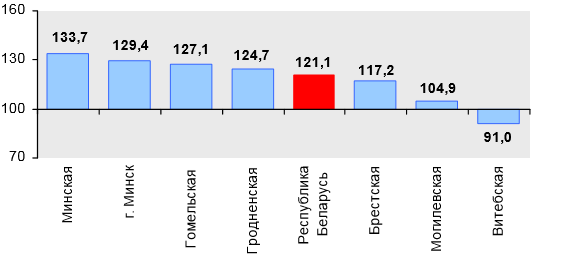 160
130
100
70
133,7
129,4
127,1
124,7
121,1
117,2
104,9
91,0
Минская
г. Минск
Гомельская
Гродненская
Республика
Беларусь
Брестская
Могилевская
Витебская